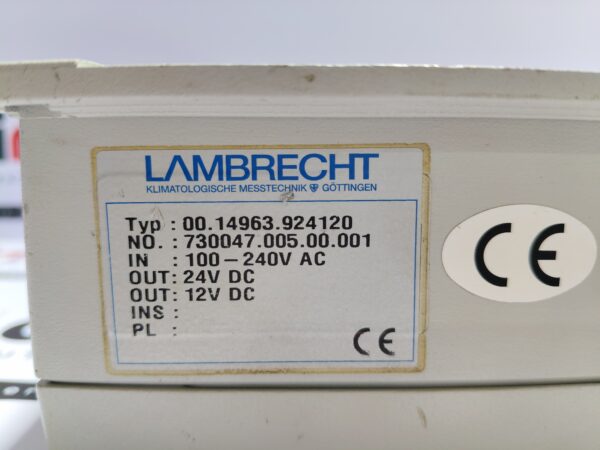 LAMBRECHT
KLIMATOLOGISCHE MESSTECHNIK GÖTTINGEN
Typ : 00.14963.924120
NO. : 730047.005.00.001
IN : 100-240V AC
OUT: 24V DC
OUT: 12V DC
INS :
PL :
CE
CE